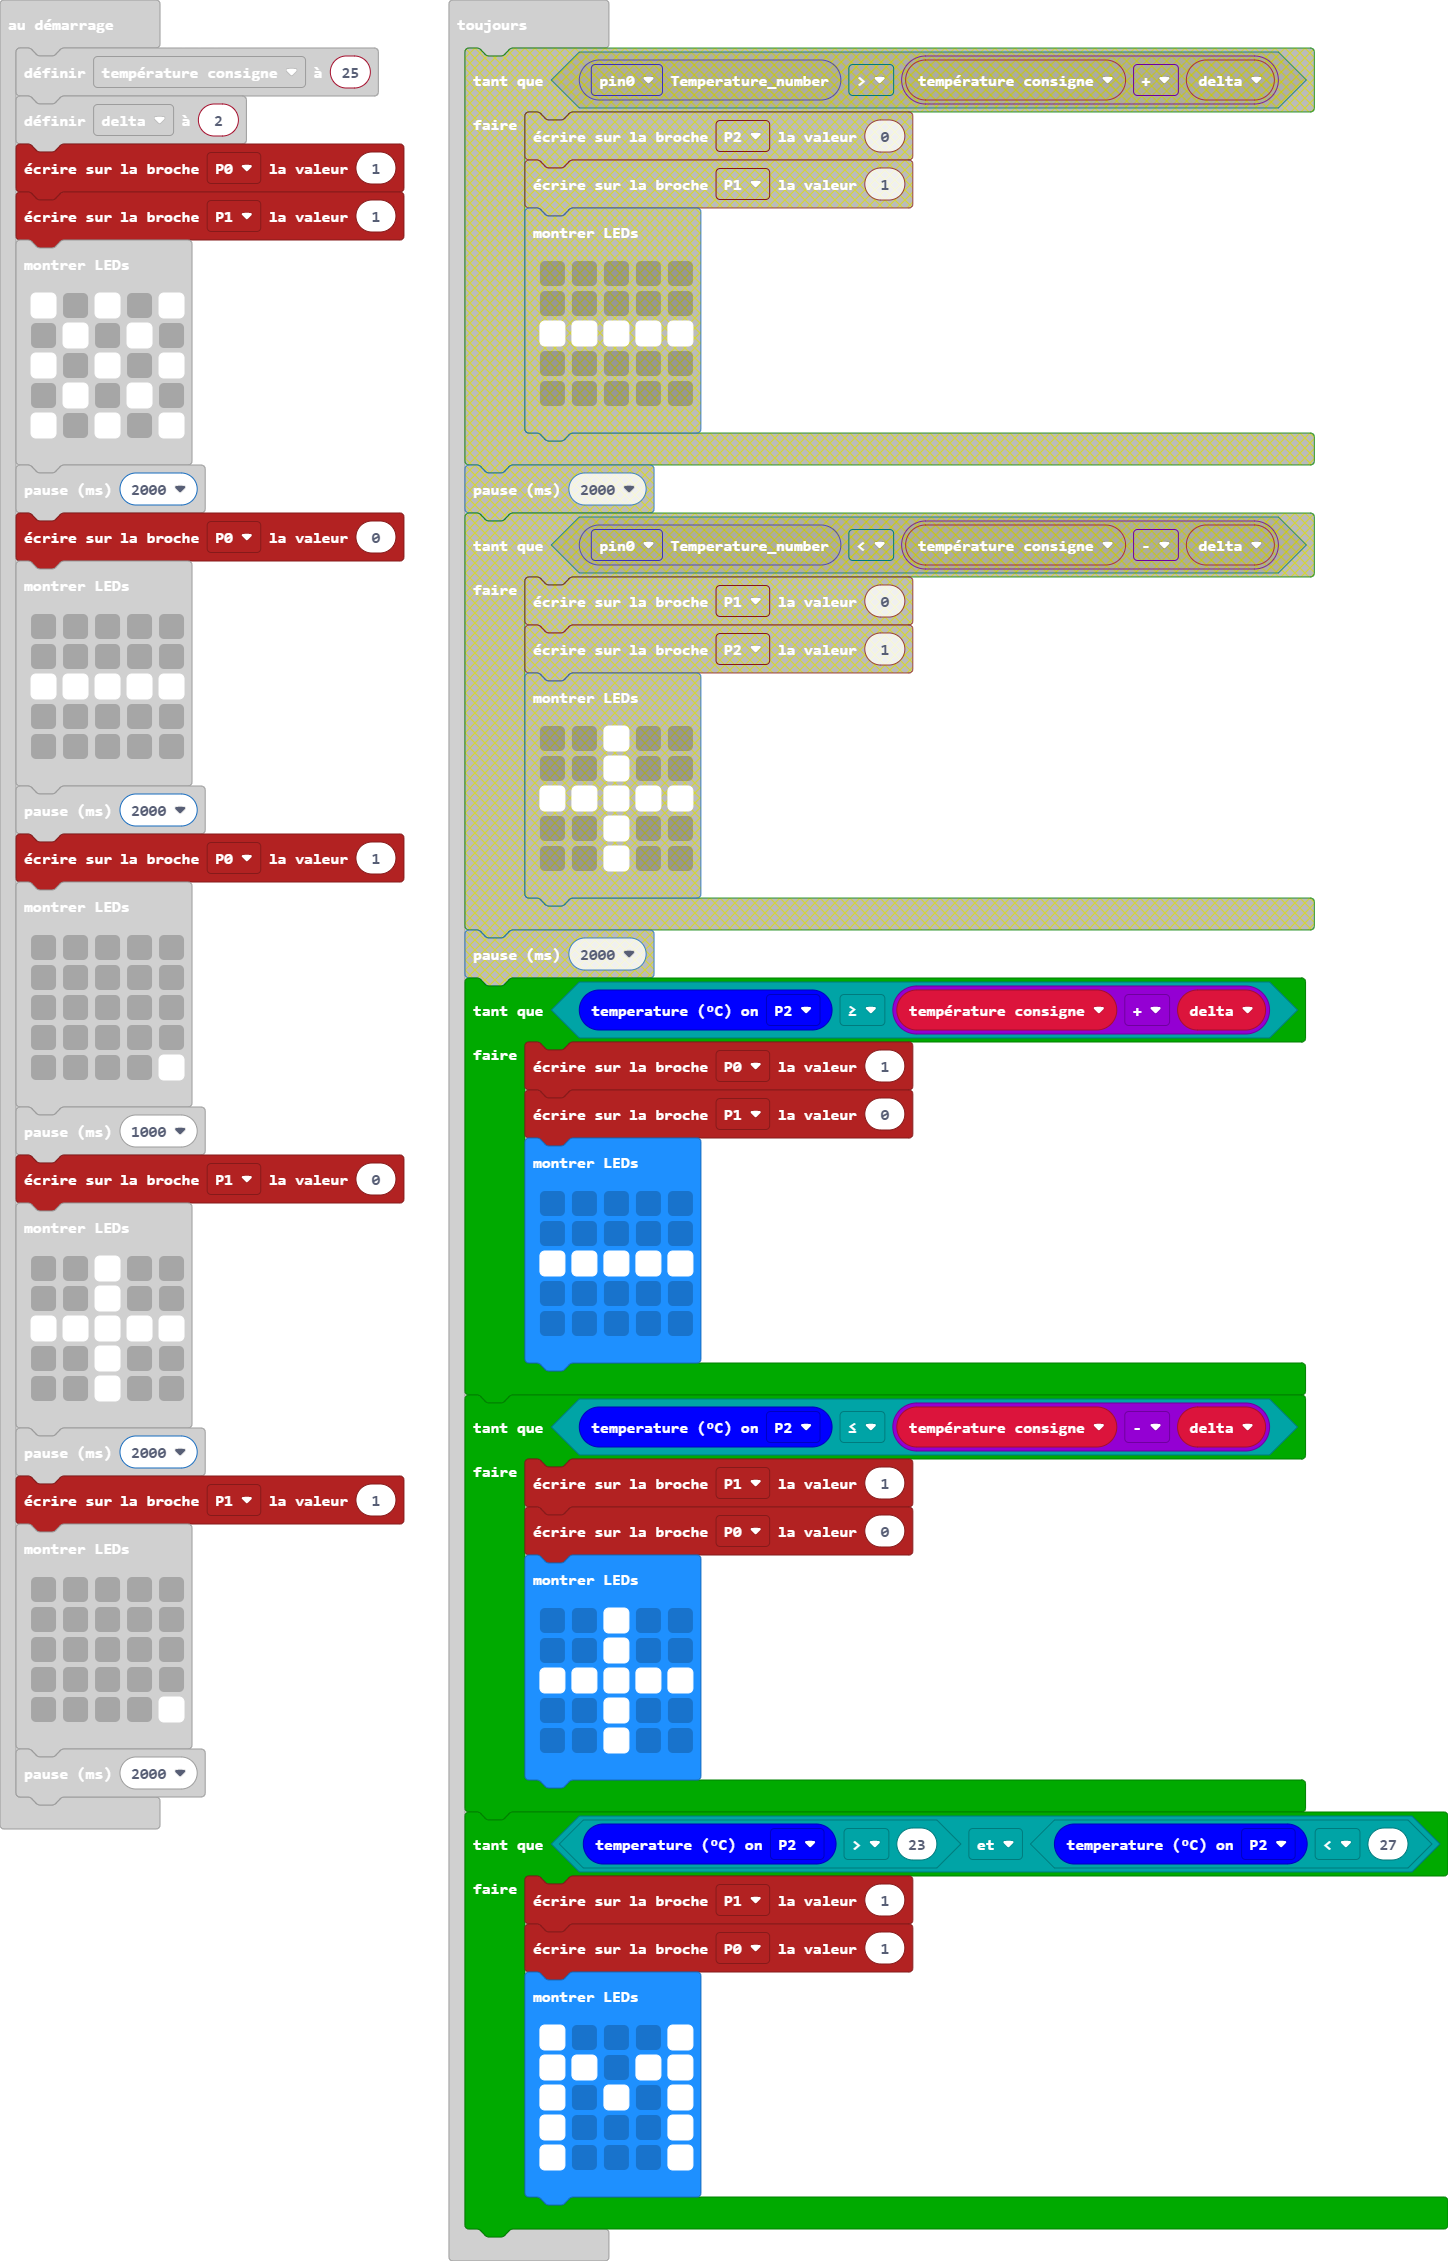 au démarrage
définir température consigne à 25
définir delta à 2
écrire sur la broche P0 la valeur 1
écrire sur la broche P1 la valeur 1
montrer LEDs
pause (ms) 2000
écrire sur la broche P0 la valeur 0
montrer LEDs
pause (ms) 2000
écrire sur la broche P0 la valeur 1
montrer LEDs
pause (ms) 1000
écrire sur la broche P1 la valeur 0
montrer LEDs
pause (ms) 2000
écrire sur la broche P1 la valeur 1
montrer LEDs
pause (ms) 2000
toujours
tant que pin0 Temperature_number > température consigne + delta
faire
écrire sur la broche P2 la valeur 0
écrire sur la broche P1 la valeur 1
montrer LEDs
pause (ms) 2000
tant que pin0 Temperature_number < température consigne - delta
faire
écrire sur la broche P1 la valeur 0
écrire sur la broche P2 la valeur 1
montrer LEDs
pause (ms) 2000
tant que temperature (ºC) on P2 ≥ température consigne + delta
faire
écrire sur la broche P0 la valeur 1
écrire sur la broche P1 la valeur 0
montrer LEDs
tant que temperature (ºC) on P2 ≤ température consigne - delta
faire
écrire sur la broche P1 la valeur 1
écrire sur la broche P0 la valeur 0
montrer LEDs
tant que temperature (ºC) on P2 > 23 et temperature (ºC) on P2 < 27
faire
écrire sur la broche P1 la valeur 1
écrire sur la broche P0 la valeur 1
montrer LEDs